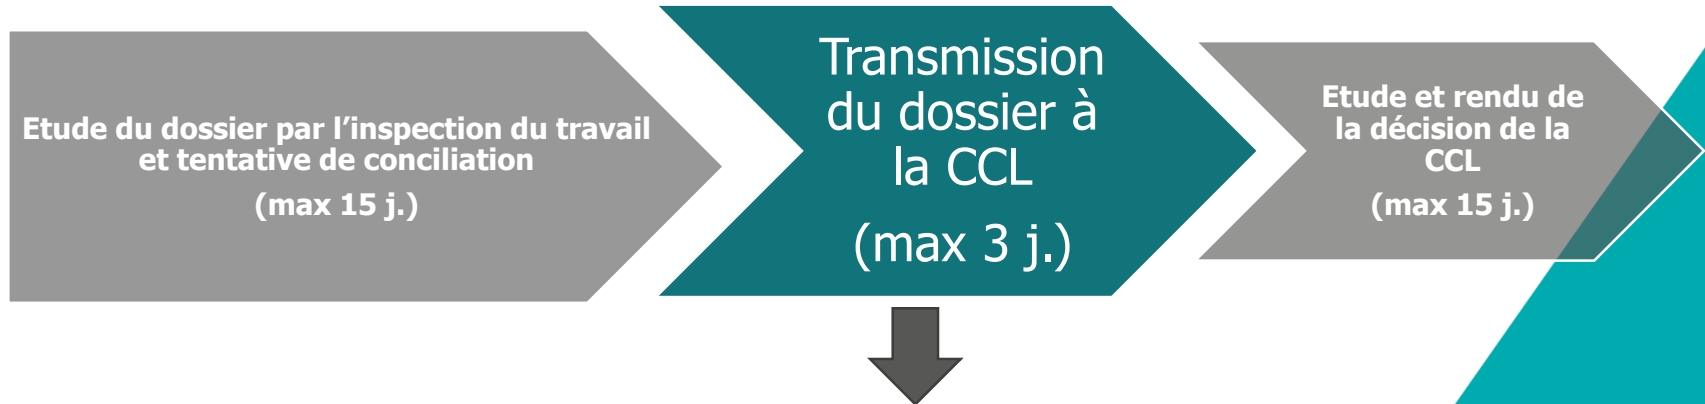 Etude du dossier par l’inspection du travail
et tentative de conciliation
(max 15 j.)
Transmission
du dossier à
la CCL
(max 3 j.)
Etude et rendu de
la décision de la
CCL
(max 15 j.)